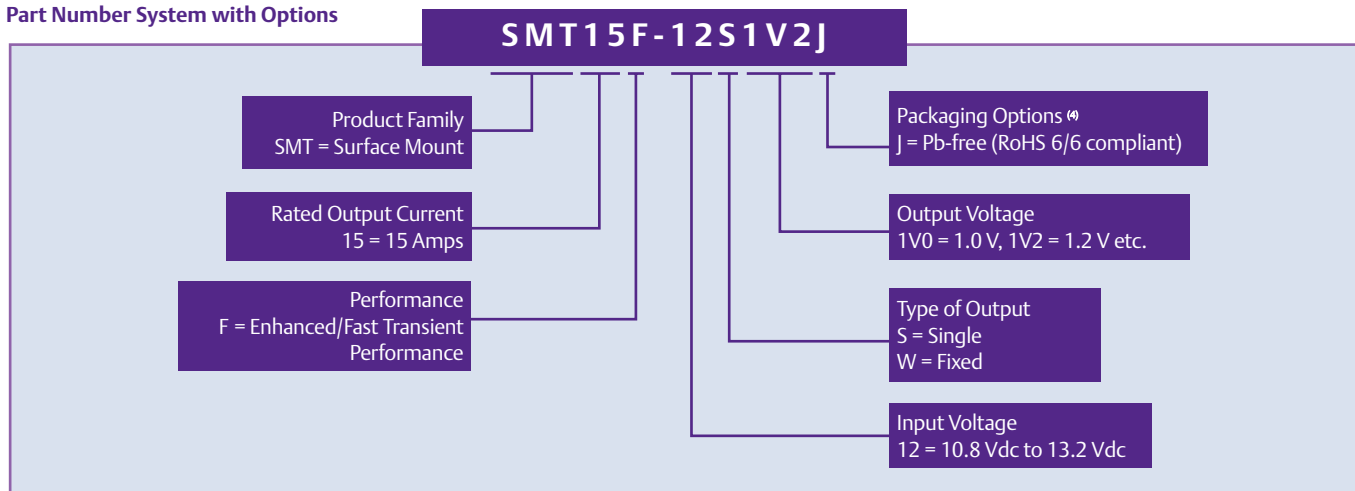 Part Number System with Options
SMT15F-12S1V2J
Product Family
SMT = Surface Mount
Rated Output Current
15 = 15 Amps
Performance
F = Enhanced/Fast Transient
Performance
Packaging Options (4)
J = Pb-free (RoHS 6/6 compliant)
Output Voltage
1V0 = 1.0 V, 1V2 = 1.2 V etc.
Type of Output
S = Single
W = Fixed
Input Voltage
12 = 10.8 Vdc to 13.2 Vdc